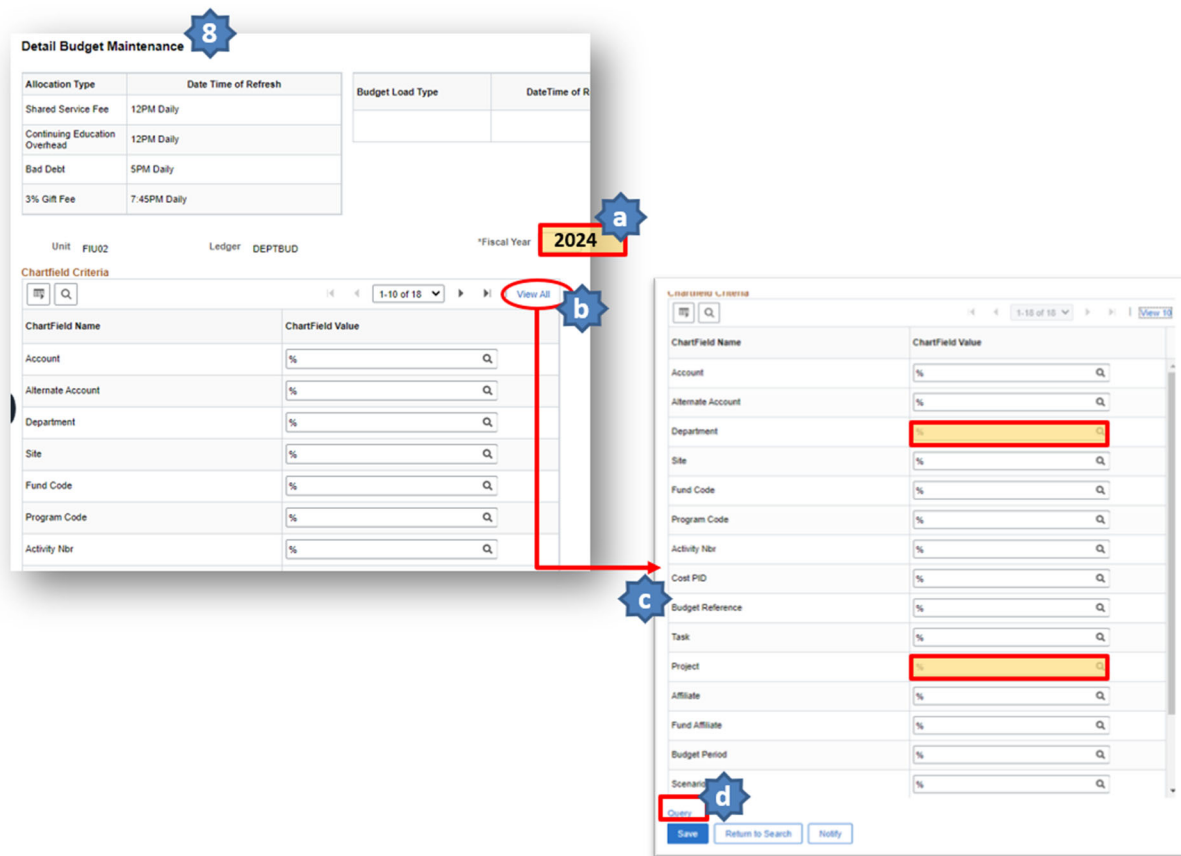 8
Detail Budget Maintenance
Allocation Type Date Time of Refresh
Shared Service Fee 12PM Daily
Continuing Education Overhead 12PM Daily
Bad Debt 5PM Daily
3% Gift Fee 7:45PM Daily
Budget Load Type DateTime of R
a
Unit FIU02 Ledger DEPTBUD *Fiscal Year 2024
Chartfield Criteria
1-10 of 18 View All
b
ChartField Name ChartField Value
Account %
Alternate Account %
Department %
Site %
Fund Code %
Program Code %
Activity Nbr %
c
Chartfield Criteria
1-18 of 18 View 10
ChartField Name ChartField Value
Account %
Alternate Account %
Department %
Site %
Fund Code %
Program Code %
Activity Nbr %
Cost PID %
Budget Reference %
Task %
Project %
Affiliate %
Fund Affiliate %
Budget Period %
Scenario %
d
Query
Save Return to Search Notify